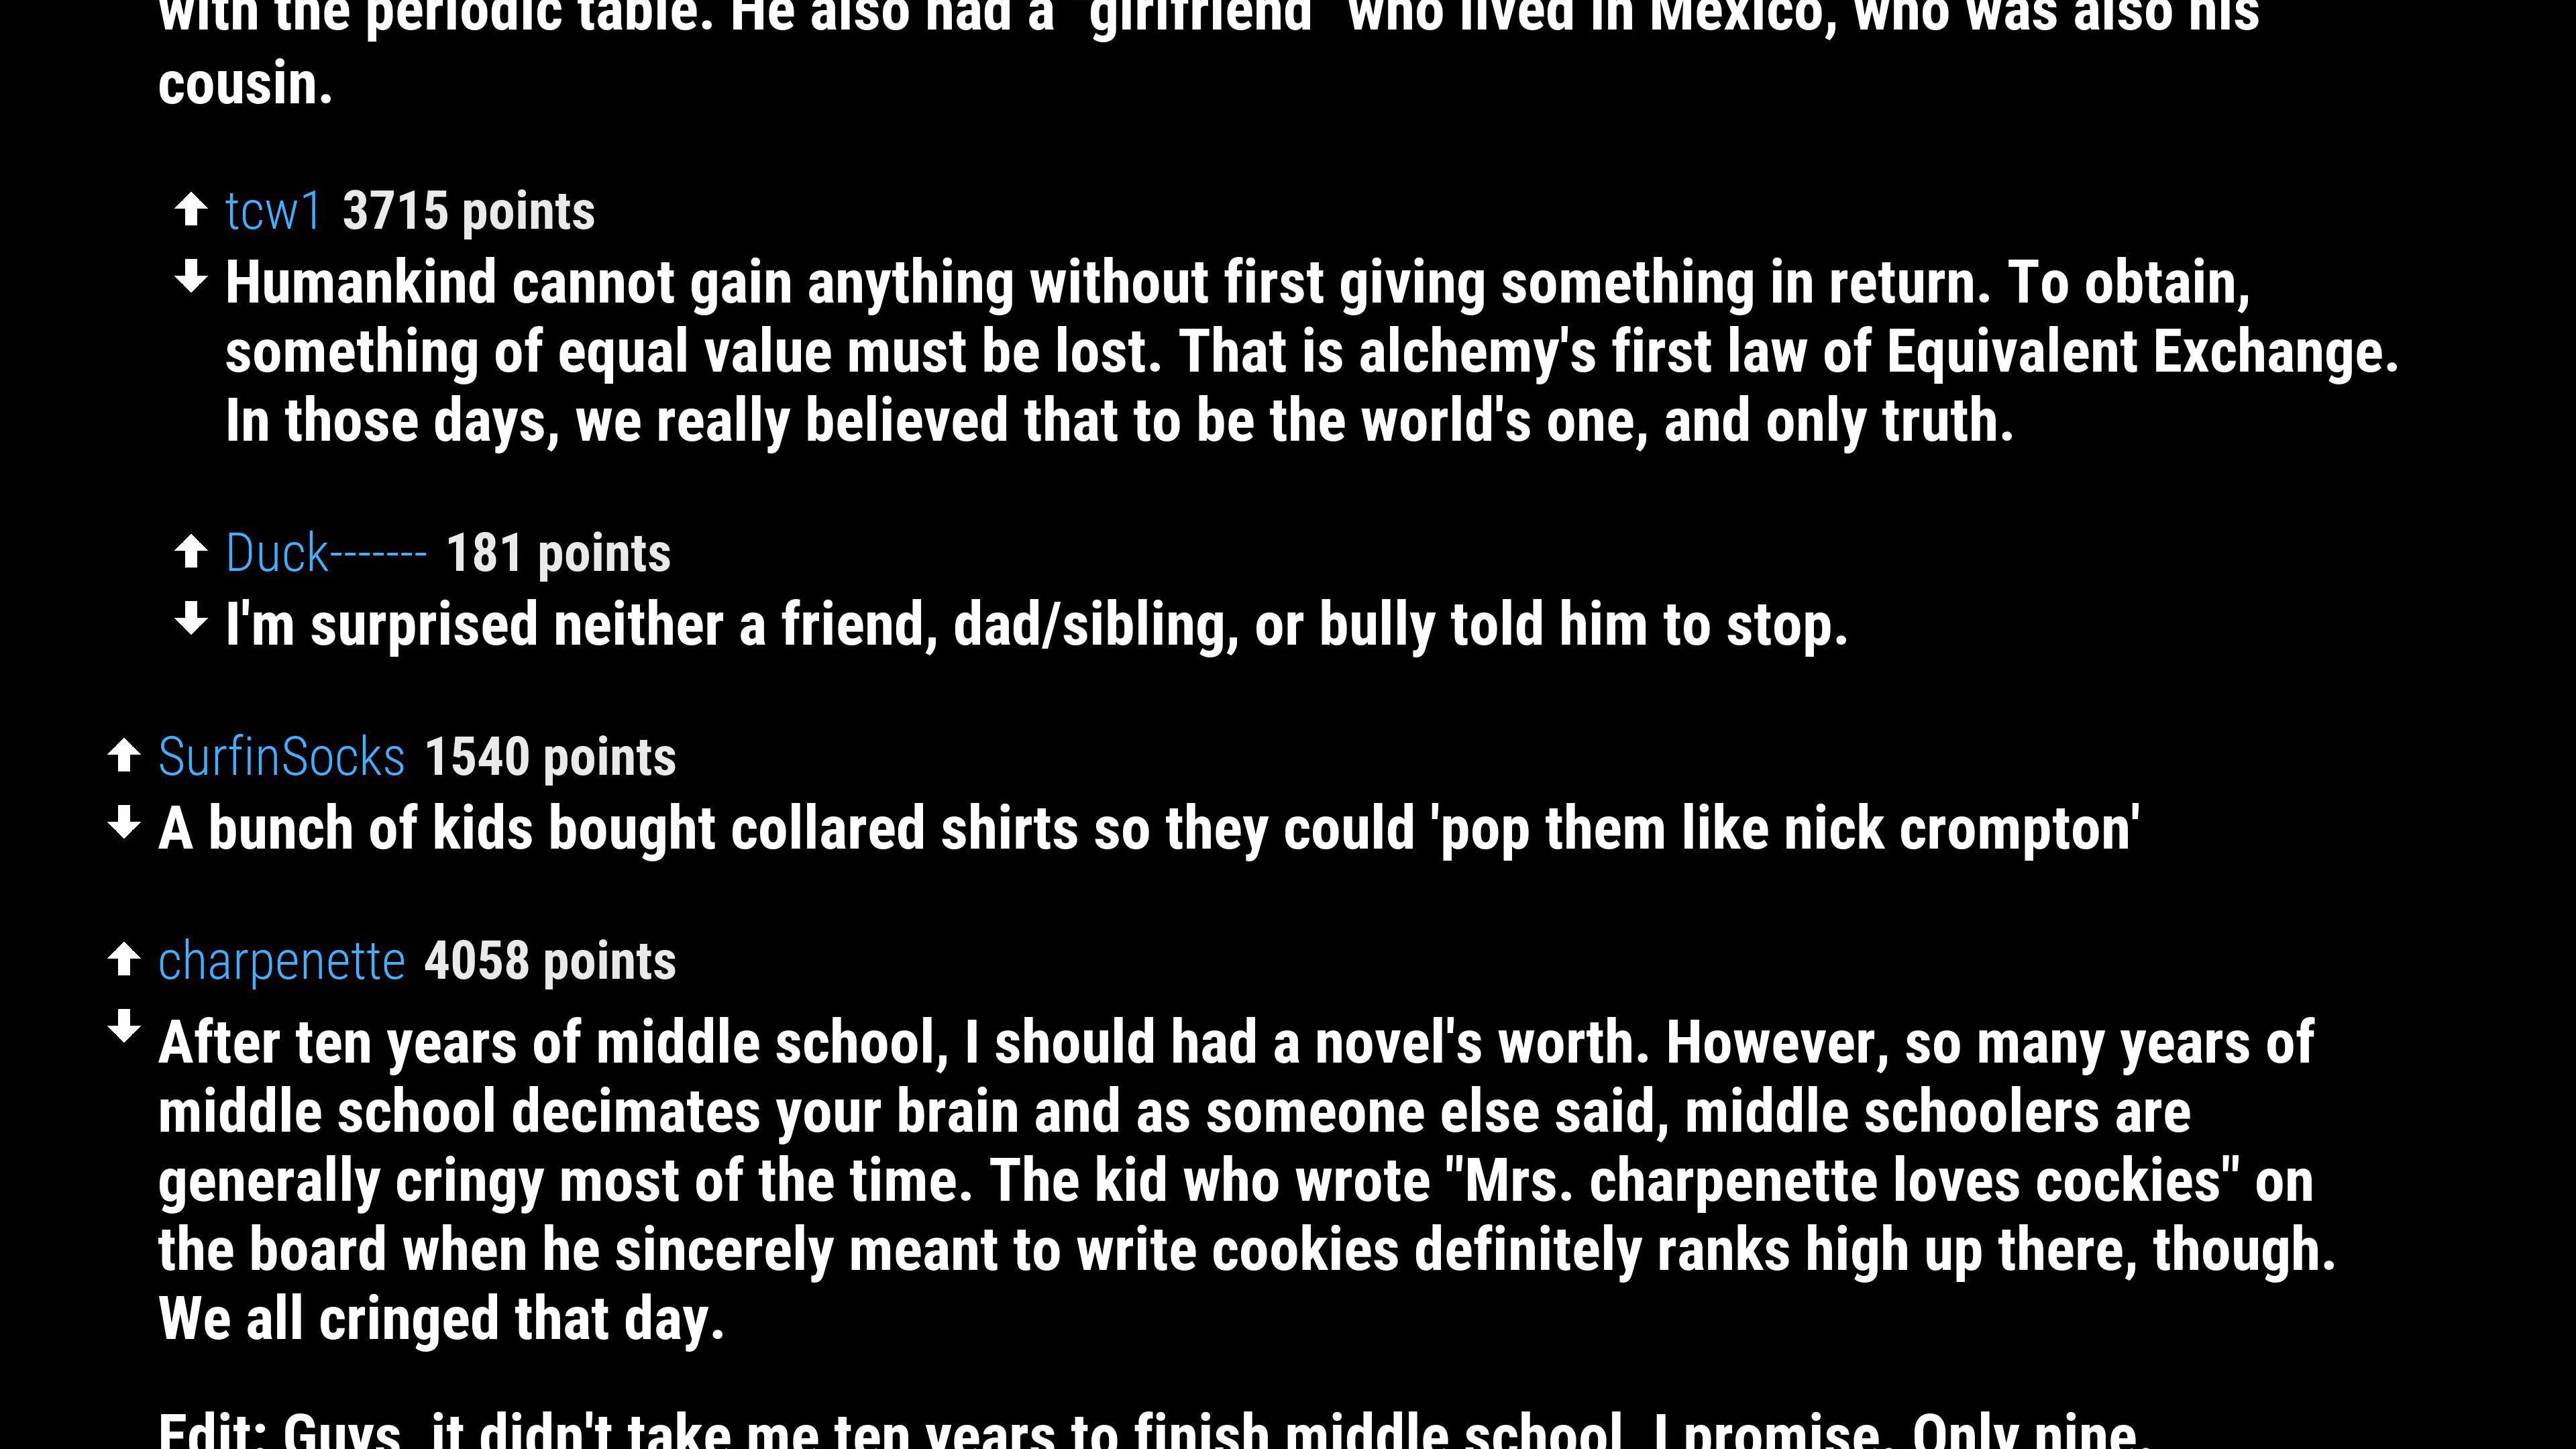 with the periodic table. He also had a "girlfriend" who lived in Mexico, who was also his
cousin.
tcw1 3715 points
Humankind cannot gain anything without first giving something in return. To obtain,
something of equal value must be lost. That is alchemy's first law of Equivalent Exchange.
In those days, we really believed that to be the world's one, and only truth.
Duck------- 181 points
I'm surprised neither a friend, dad/sibling, or bully told him to stop.
SurfinSocks 1540 points
A bunch of kids bought collared shirts so they could 'pop them like nick crompton'
charpenette 4058 points
After ten years of middle school, I should had a novel's worth. However, so many years of
middle school decimates your brain and as someone else said, middle schoolers are
generally cringy most of the time. The kid who wrote "Mrs. charpenette loves cockies" on
the board when he sincerely meant to write cookies definitely ranks high up there, though.
We all cringed that day.
Edit: Guys, it didn't take me ten years to finish middle school, I promise. Only nine.